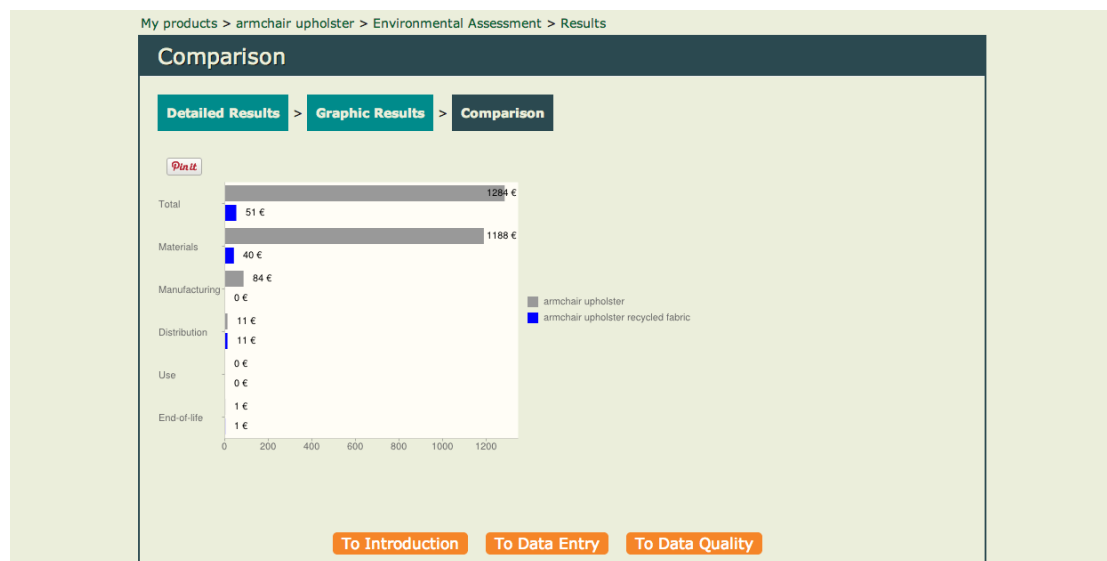 My products > armchair upholster > Environmental Assessment > Results
Comparison
Detailed Results > Graphic Results > Comparison
Pinit
Total
1284 €
51 €
Materials
1188 €
40 €
Manufacturing
84 €
0 €
Distribution
11 €
11 €
Use
0 €
0 €
End-of-life
1 €
1 €
0 200 400 600 800 1000 1200
armchair upholster
armchair upholster recycled fabric
To Introduction To Data Entry To Data Quality